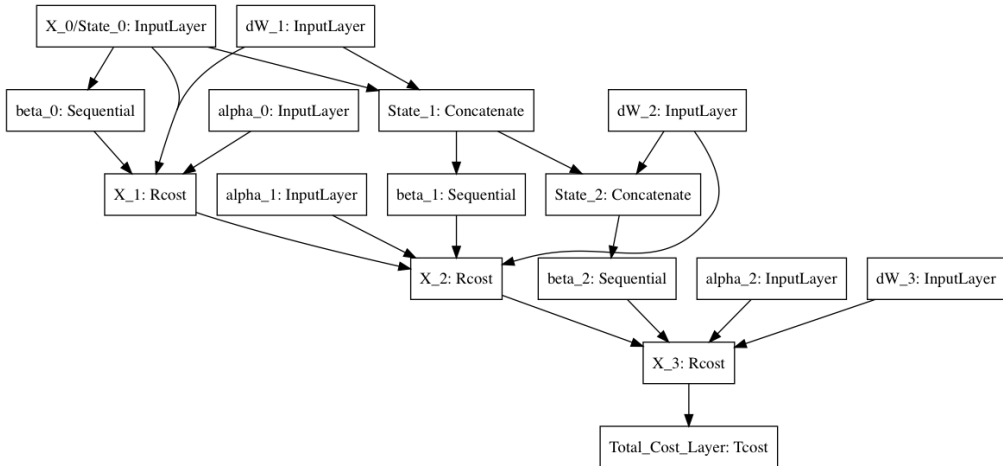 X_0/State_0: InputLayer
dW_1: InputLayer
beta_0: Sequential
alpha_0: InputLayer
State_1: Concatenate
dW_2: InputLayer
X_1: Rcost
alpha_1: InputLayer
beta_1: Sequential
State_2: Concatenate
X_2: Rcost
beta_2: Sequential
alpha_2: InputLayer
dW_3: InputLayer
X_3: Rcost
Total_Cost_Layer: Tcost